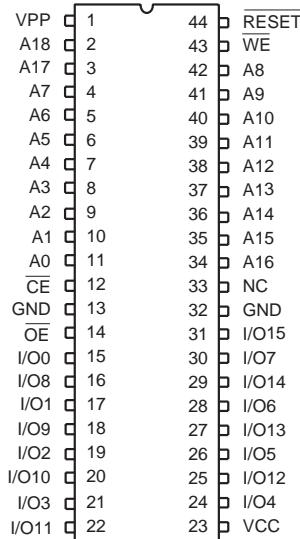 VPP 1 44 RESET
A18 2 43 WE
A17 3 42 A8
A7 4 41 A9
A6 5 40 A10
A5 6 39 A11
A4 7 38 A12
A3 8 37 A13
A2 9 36 A14
A1 10 35 A15
A0 11 34 A16
CE 12 33 NC
GND 13 32 GND
OE 14 31 I/O15
I/O0 15 30 I/O7
I/O8 16 29 I/O14
I/O1 17 28 I/O6
I/O9 18 27 I/O13
I/O2 19 26 I/O5
I/O10 20 25 I/O12
I/O3 21 24 I/O4
I/O11 22 23 VCC